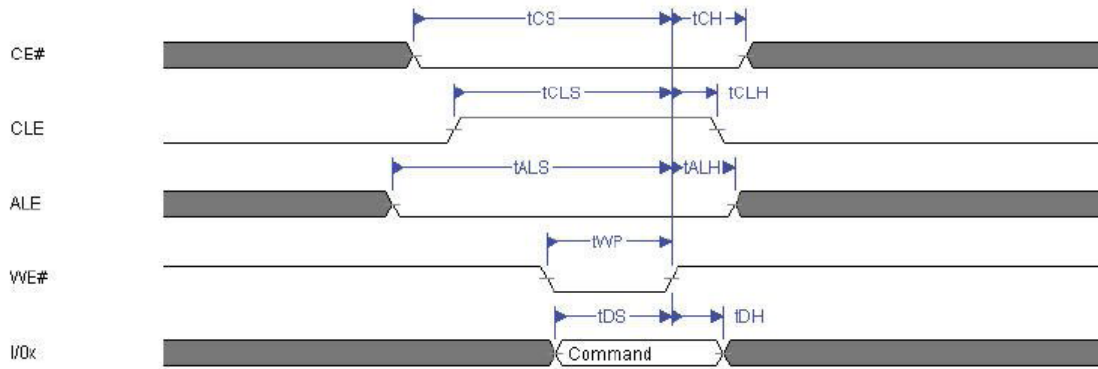 tCS tCH
CE#
tCLS tCLH
CLE
tALS tALH
ALE
tWP
WE#
tDS tDH
I/0x Command